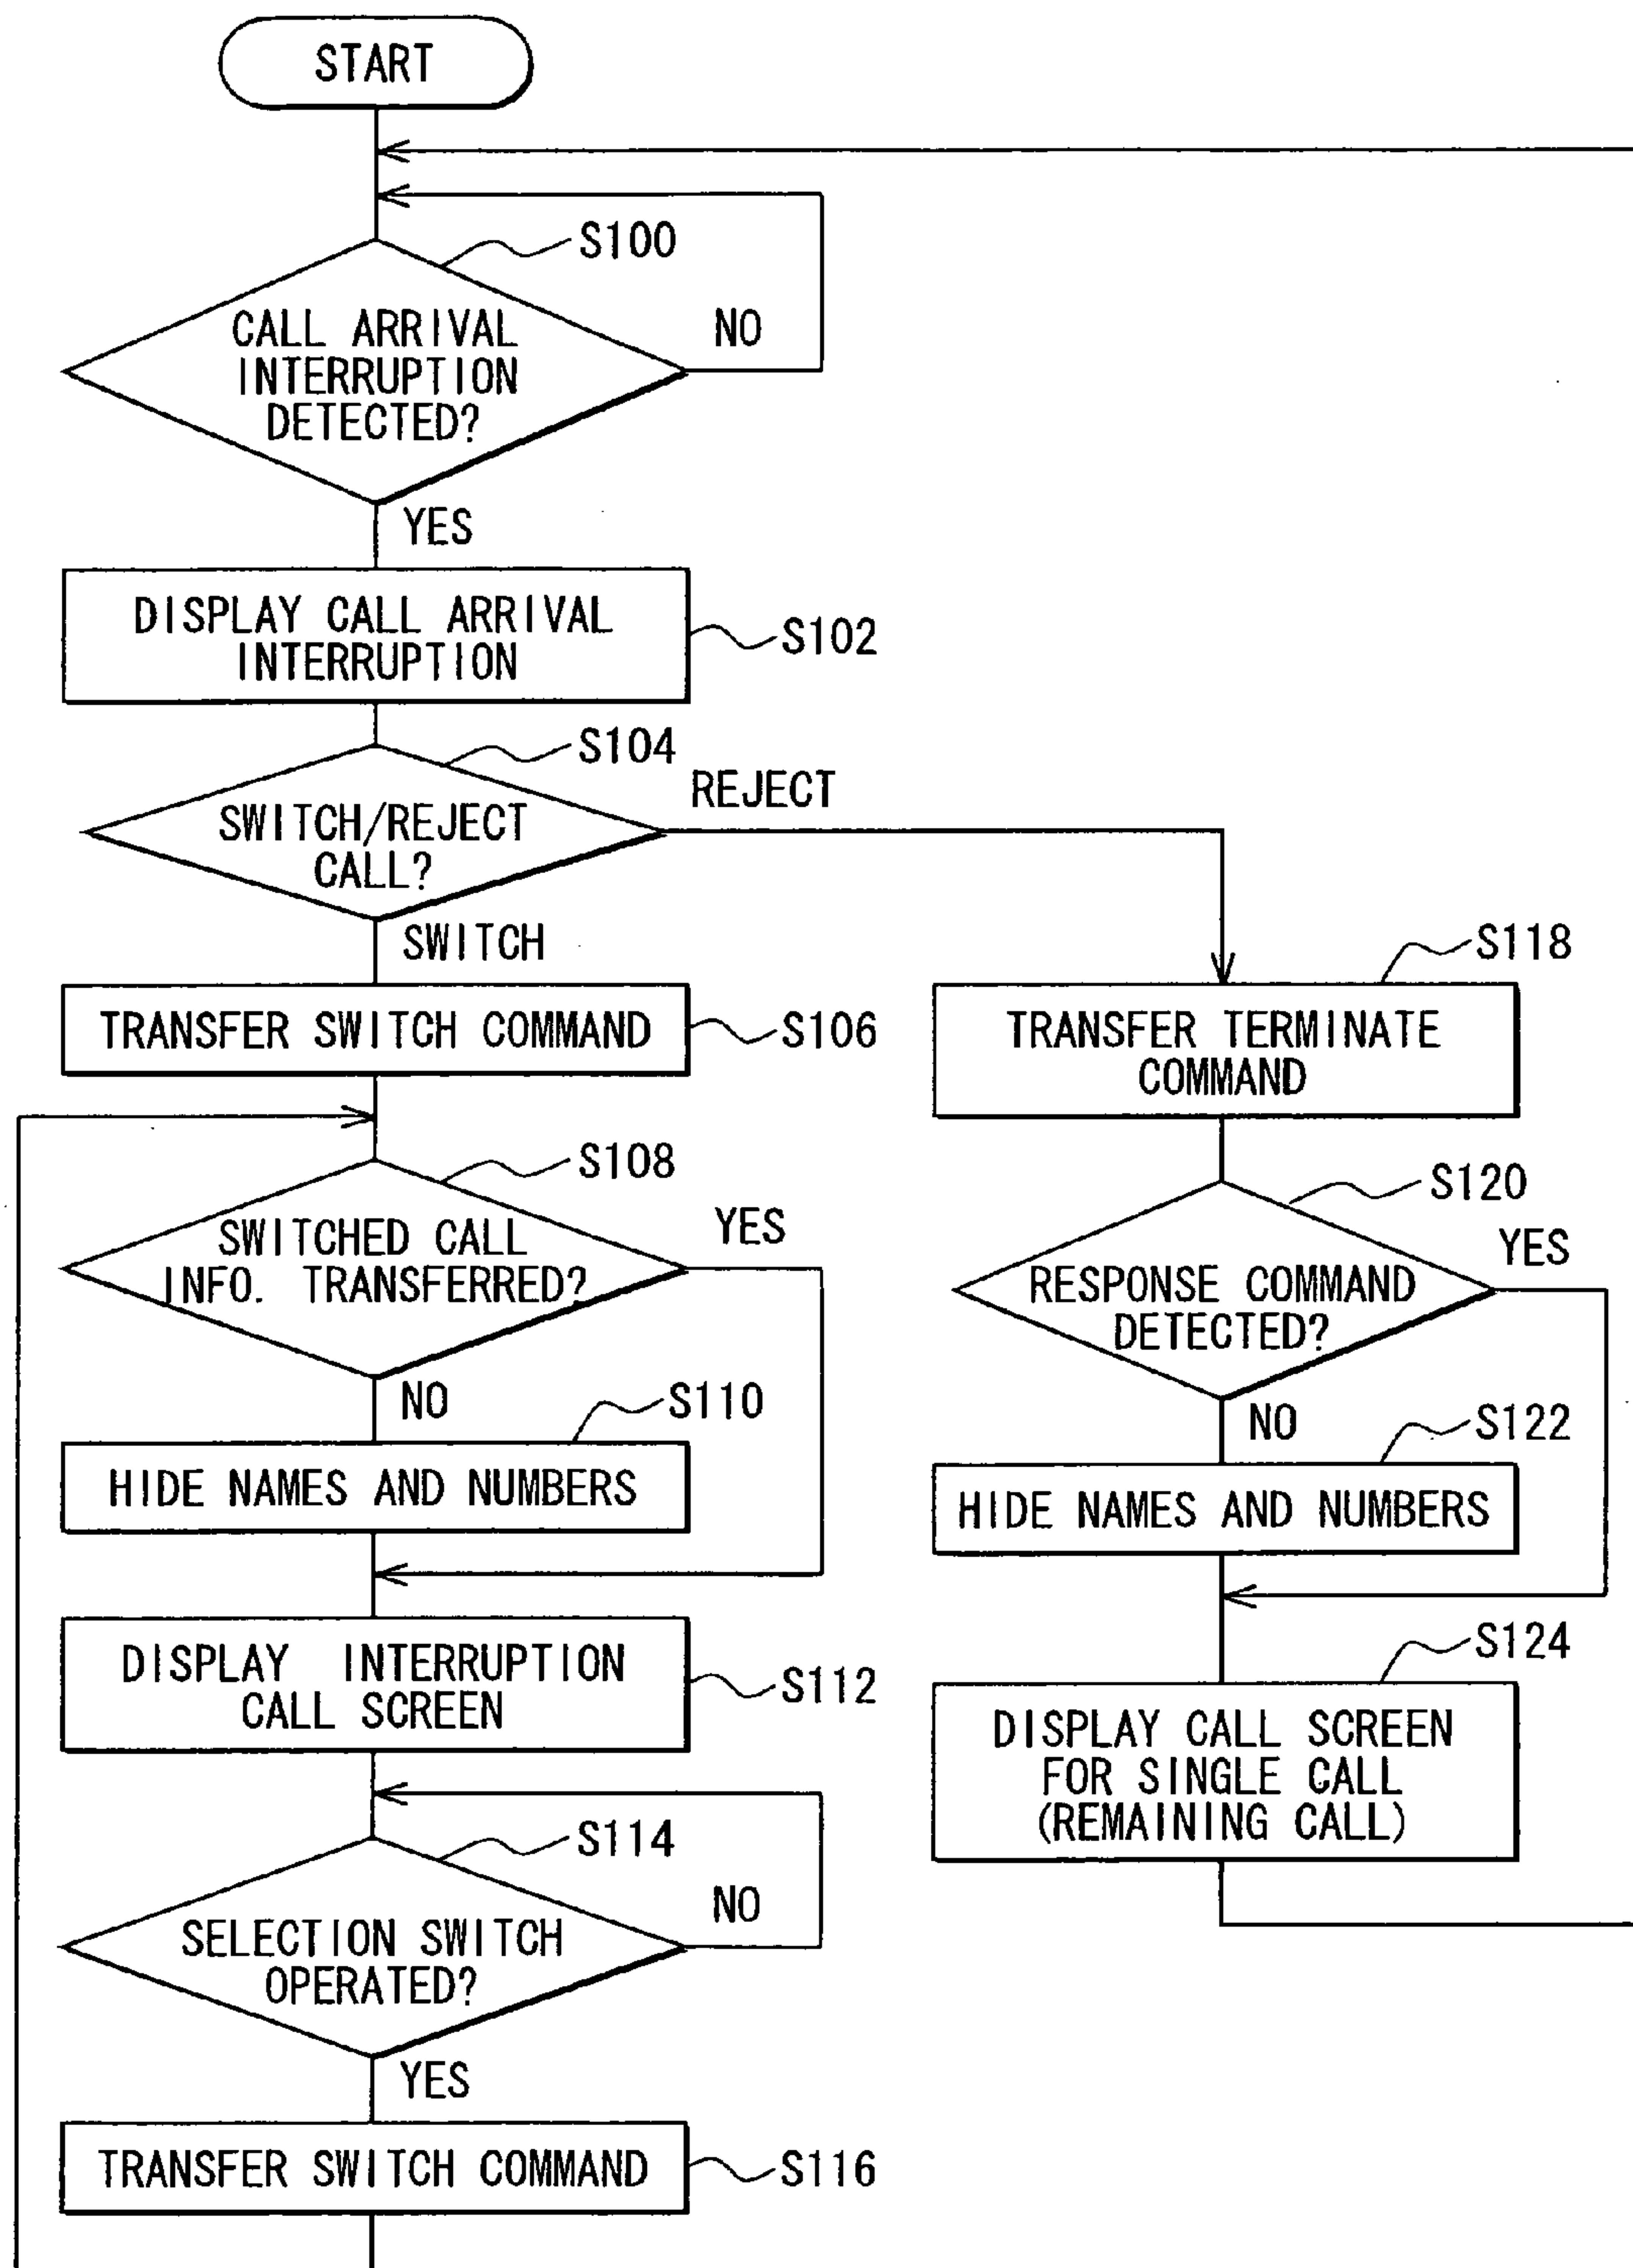 START
S100
CALL ARRIVAL
INTERRUPTION
DETECTED?
NO
YES
DISPLAY CALL ARRIVAL
INTERRUPTION
S102
S104
SWITCH/REJECT
CALL?
REJECT
SWITCH
TRANSFER SWITCH COMMAND
S106
S108
SWITCHED CALL
INFO. TRANSFERRED?
YES
NO
S110
HIDE NAMES AND NUMBERS
DISPLAY INTERRUPTION
CALL SCREEN
S112
S114
SELECTION SWITCH
OPERATED?
NO
YES
TRANSFER SWITCH COMMAND
S116
S118
TRANSFER TERMINATE
COMMAND
S120
RESPONSE COMMAND
DETECTED?
YES
NO
S122
HIDE NAMES AND NUMBERS
S124
DISPLAY CALL SCREEN
FOR SINGLE CALL
(REMAINING CALL)